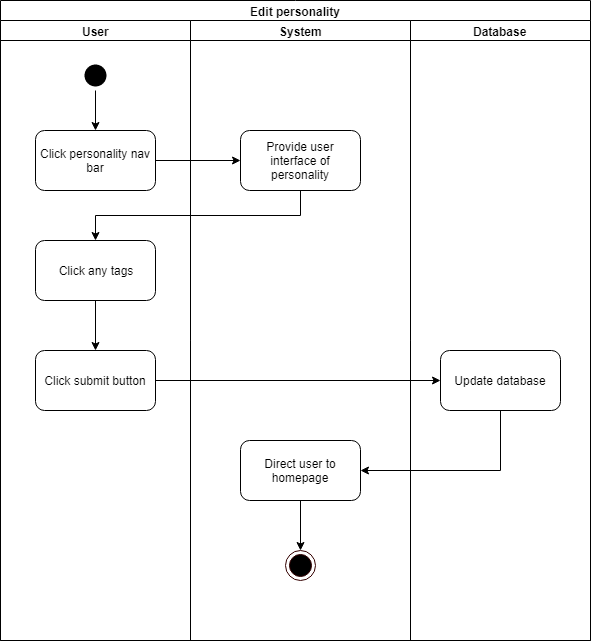 Edit personality
User
System
Database
Click personality nav
bar
Provide user
interface of
personality
Click any tags
Click submit button
Update database
Direct user to
homepage